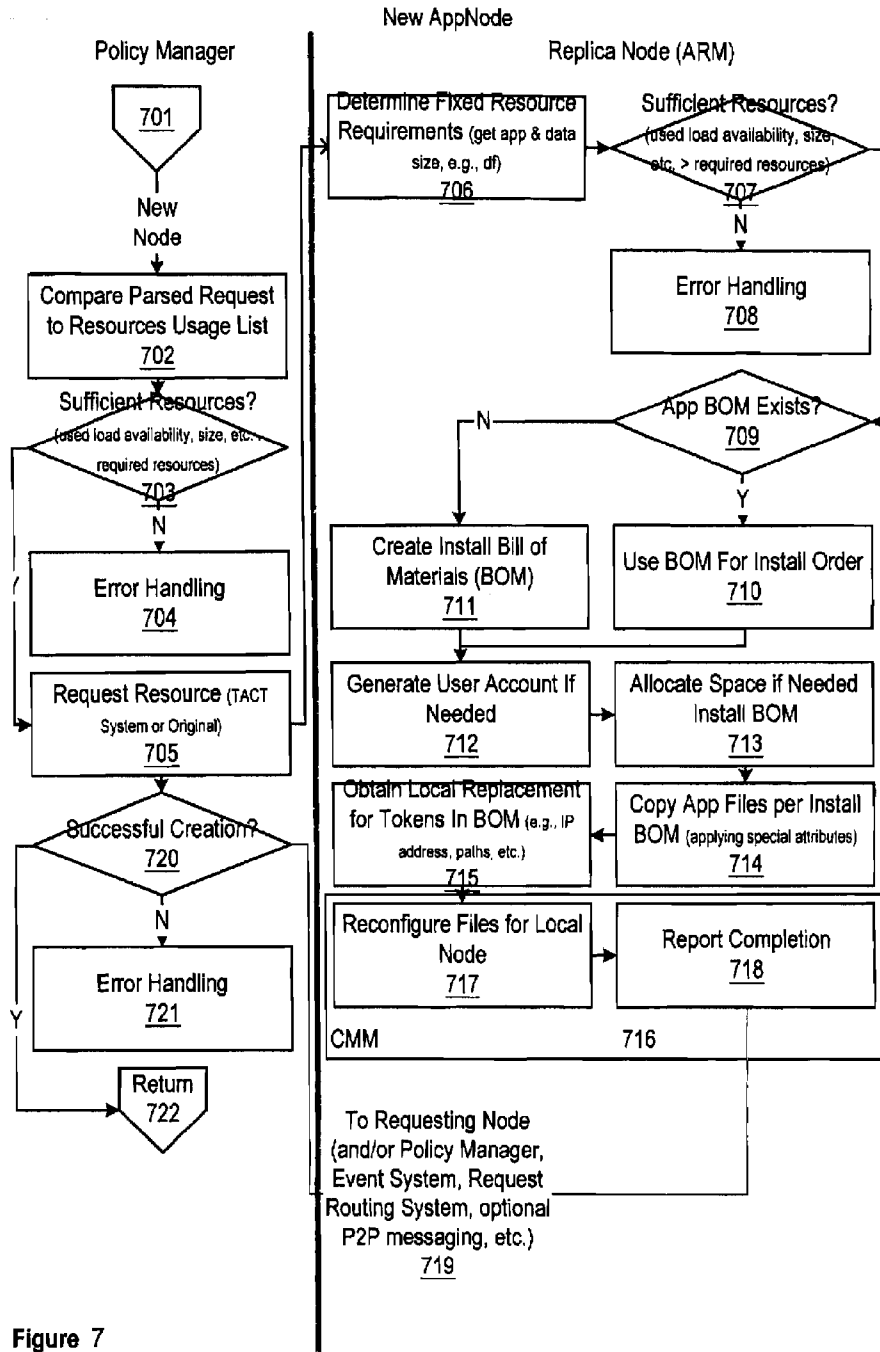 New AppNode
Policy Manager
701
New
Node
Compare Parsed Request
to Resources Usage List
702
Sufficient Resources?
(used load availability, size, etc.
required resources)
703
N
Error Handling
704
Y
Request Resource (TACT
System or Original)
705
Successful Creation?
720
N
Error Handling
721
Y
Return
722
Replica Node (ARM)
Determine Fixed Resource
Requirements (get app & data
size, e.g., df)
706
Sufficient Resources?
(used load availability, size,
etc. > required resources)
707
N
Error Handling
708
App BOM Exists?
709
N
Y
Create Install Bill of
Materials (BOM)
711
Use BOM For Install Order
710
Generate User Account If
Needed
712
Allocate Space if Needed
Install BOM
713
Obtain Local Replacement
for Tokens In BOM (e.g., IP
address, paths, etc.)
715
Copy App Files per Install
BOM (applying special attributes)
714
Reconfigure Files for Local
Node
717
Report Completion
718
CMM
716
To Requesting Node
(and/or Policy Manager,
Event System, Request
Routing System, optional
P2P messaging, etc.)
719
Figure 7